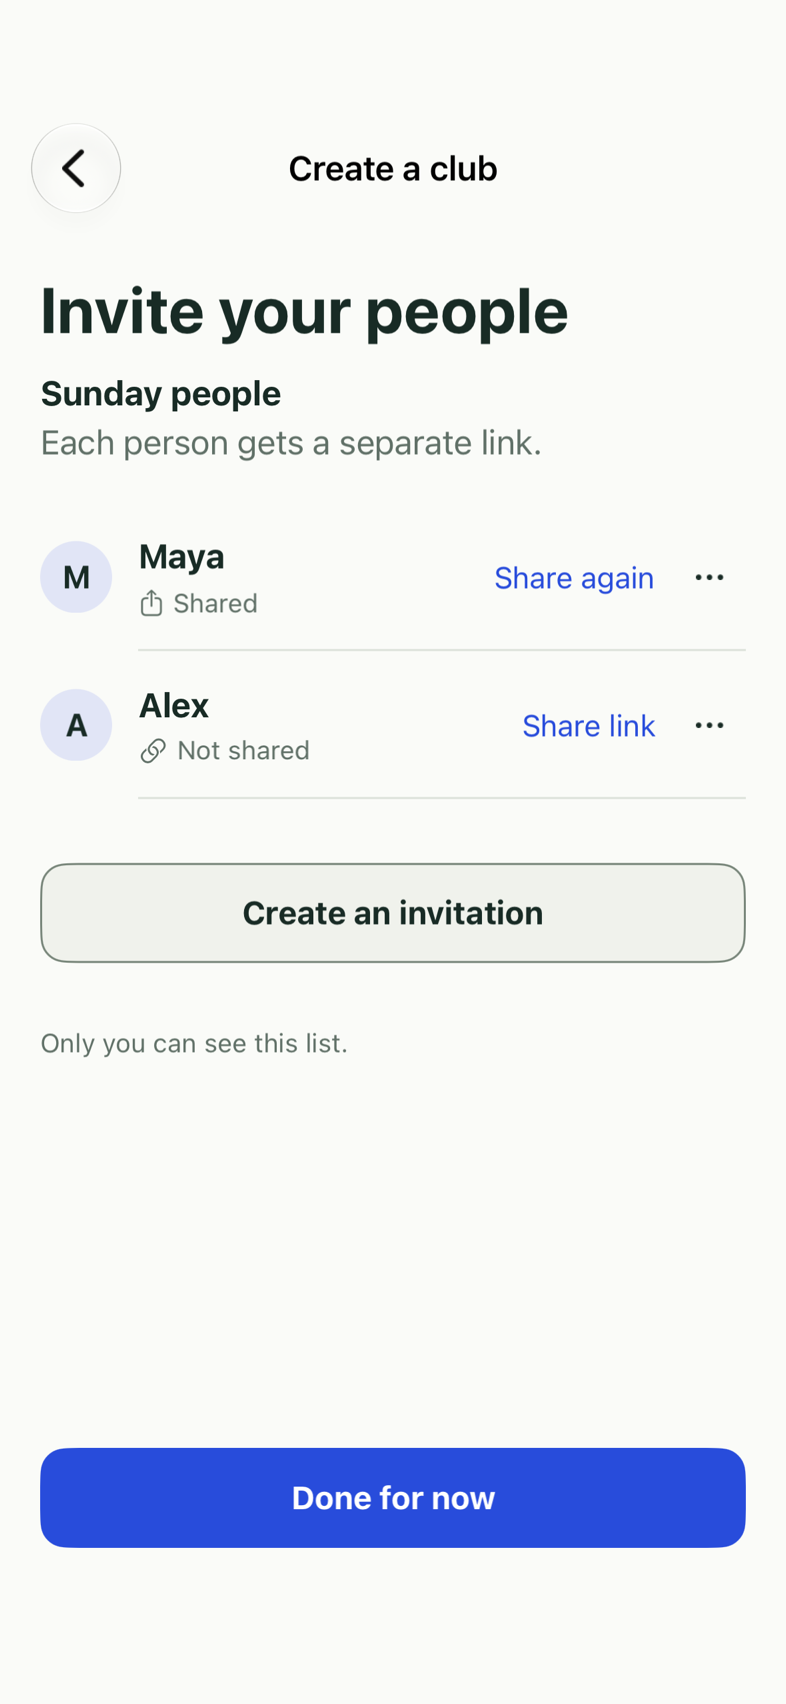 Create a club
Invite your people
Sunday people
Each person gets a separate link.
M
Maya
Shared
Share again
A
Alex
Not shared
Share link
Create an invitation
Only you can see this list.
Done for now